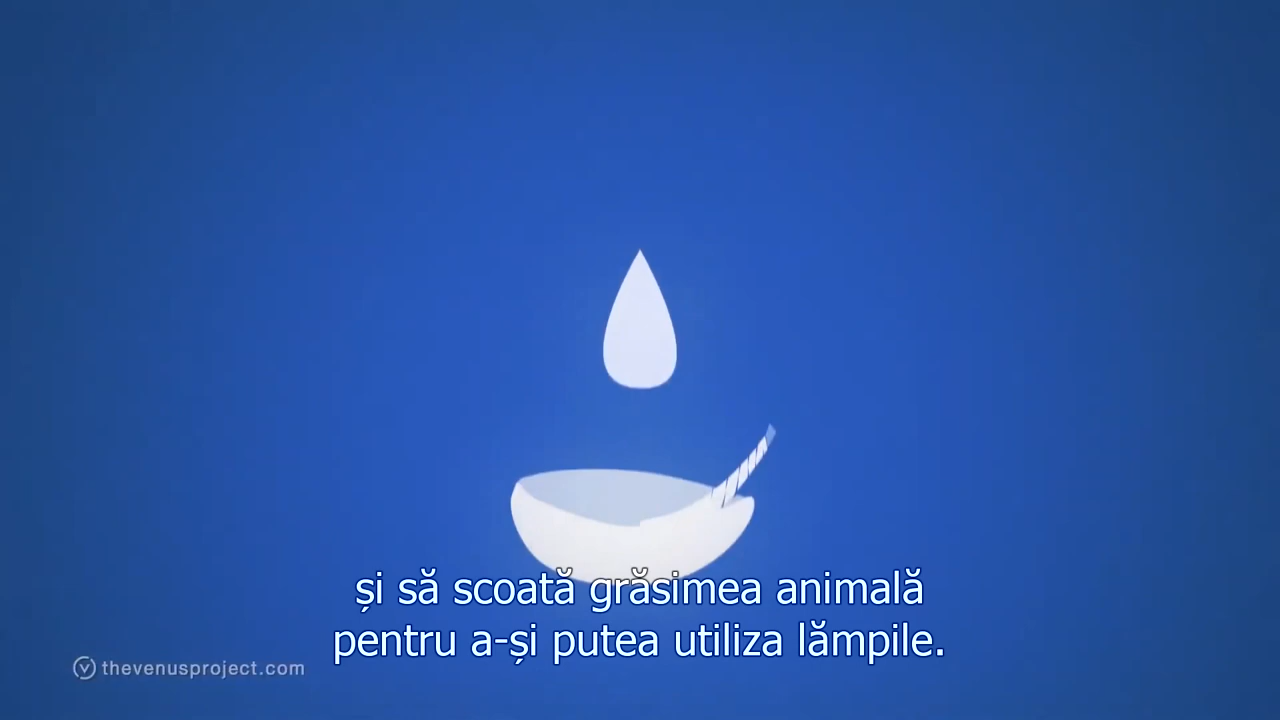 și să scoată grăsimea animală
pentru a-și putea utiliza lămpile.
thevenusproject.com